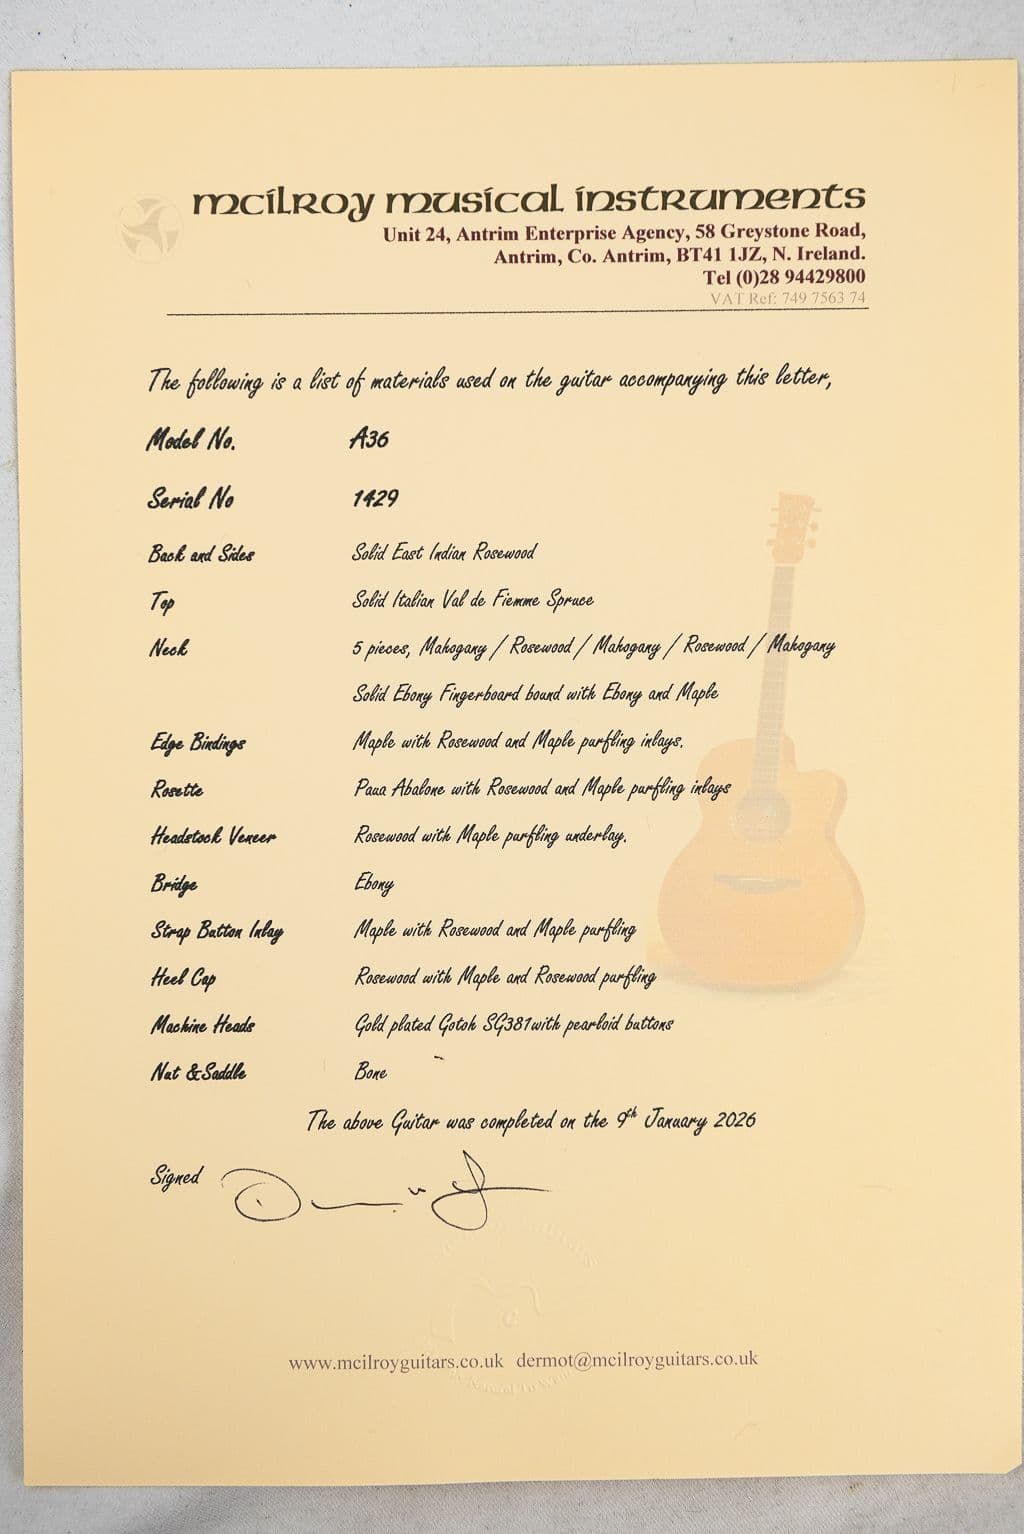 mcilroy musical instruments
Unit 24, Antrim Enterprise Agency, 58 Greystone Road,
Antrim, Co. Antrim, BT41 1JZ, N. Ireland.
Tel (0)28 94429800
VAT Ref: 749 7563 74
The following is a list of materials used on the guitar accompanying this letter,
Model No. A36
Serial No 1429
Back and Sides Solid East Indian Rosewood
Top Solid Italian Val de Fiemme Spruce
Neck 5 pieces, Mahogany / Rosewood / Mahogany / Rosewood / Mahogany
Solid Ebony Fingerboard bound with Ebony and Maple
Edge Bindings Maple with Rosewood and Maple purfling inlays.
Rosette Paua Abalone with Rosewood and Maple purfling inlays
Headstock Veneer Rosewood with Maple purfling underlay.
Bridge Ebony
Strap Button Inlay Maple with Rosewood and Maple purfling
Heel Cap Rosewood with Maple and Rosewood purfling
Machine Heads Gold plated Gotoh SG381with pearloid buttons
Nut &Saddle Bone
The above Guitar was completed on the 9th January 2026
Signed
www.mcilroyguitars.co.uk dermot@mcilroyguitars.co.uk